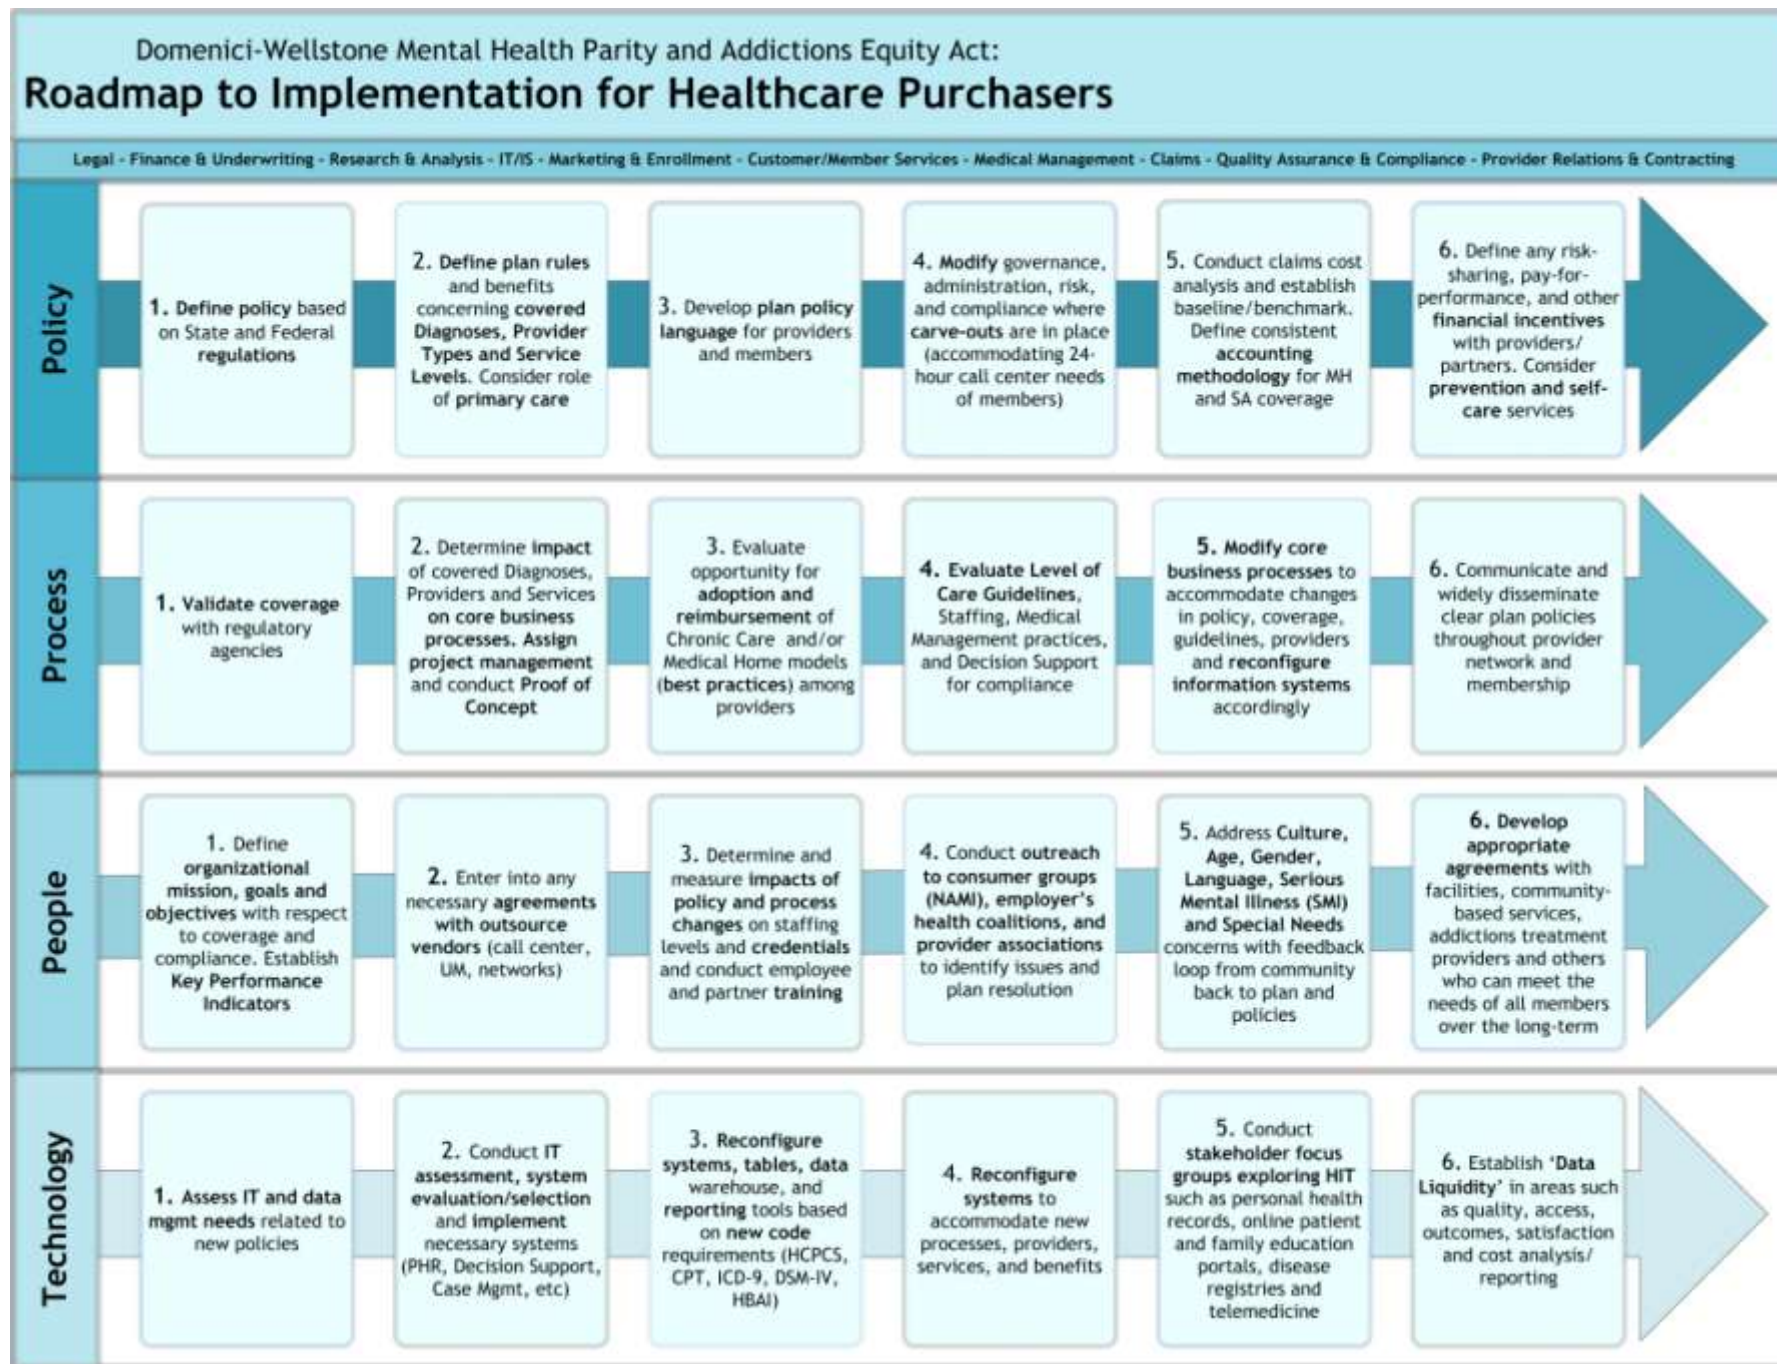 Domenici-Wellstone Mental Health Parity and Addictions Equity Act:
Roadmap to Implementation for Healthcare Purchasers
Legal - Finance & Underwriting - Research & Analysis - IT/IS - Marketing & Enrollment - Customer/Member Services - Medical Management - Claims - Quality Assurance & Compliance - Provider Relations & Contracting
Policy
1. Define policy based
on State and Federal
regulations
2. Define plan rules
and benefits
concerning covered
Diagnoses, Provider
Types and Service
Levels. Consider role
of primary care
3. Develop plan policy
language for providers
and members
4. Modify governance,
administration, risk,
and compliance where
carve-outs are in place
(accommodating 24-
hour call center needs
of members)
5. Conduct claims cost
analysis and establish
baseline/benchmark.
Define consistent
accounting
methodology for MH
and SA coverage
6. Define any risk-
sharing, pay-for-
performance, and other
financial incentives
with providers/
partners. Consider
prevention and self-
care services
Process
1. Validate coverage
with regulatory
agencies
2. Determine impact
of covered Diagnoses,
Providers and Services
on core business
processes. Assign
project management
and conduct Proof of
Concept
3. Evaluate
opportunity for
adoption and
reimbursement of
Chronic Care and/or
Medical Home models
(best practices) among
providers
4. Evaluate Level of
Care Guidelines,
Staffing, Medical
Management practices,
and Decision Support
for compliance
5. Modify core
business processes to
accommodate changes
in policy, coverage,
guidelines, providers
and reconfigure
information systems
accordingly
6. Communicate and
widely disseminate
clear plan policies
throughout provider
network and
membership
People
1. Define
organizational
mission, goals and
objectives with respect
to coverage and
compliance. Establish
Key Performance
Indicators
2. Enter into any
necessary agreements
with outsource
vendors (call center,
UM, networks)
3. Determine and
measure impacts of
policy and process
changes on staffing
levels and credentials
and conduct employee
and partner training
4. Conduct outreach
to consumer groups
(NAMI), employer's
health coalitions, and
provider associations
to identify issues and
plan resolution
5. Address Culture,
Age, Gender,
Language, Serious
Mental Illness (SMI)
and Special Needs
concerns with feedback
loop from community
back to plan and
policies
6. Develop
appropriate
agreements with
facilities, community-
based services,
addictions treatment
providers and others
who can meet the
needs of all members
over the long-term
Technology
1. Assess IT and data
mgmt needs related to
new policies
2. Conduct IT
assessment, system
evaluation/selection
and implement
necessary systems
(PHR, Decision Support,
Case Mgmt, etc)
3. Reconfigure
systems, tables, data
warehouse, and
reporting tools based
on new code
requirements (HCPCS,
CPT, ICD-9, DSM-IV,
HBAI)
4. Reconfigure
systems to
accommodate new
processes, providers,
services, and benefits
5. Conduct
stakeholder focus
groups exploring HIT
such as personal health
records, online patient
and family education
portals, disease
registries and
telemedicine
6. Establish 'Data
Liquidity' in areas such
as quality, access,
outcomes, satisfaction
and cost analysis/
reporting